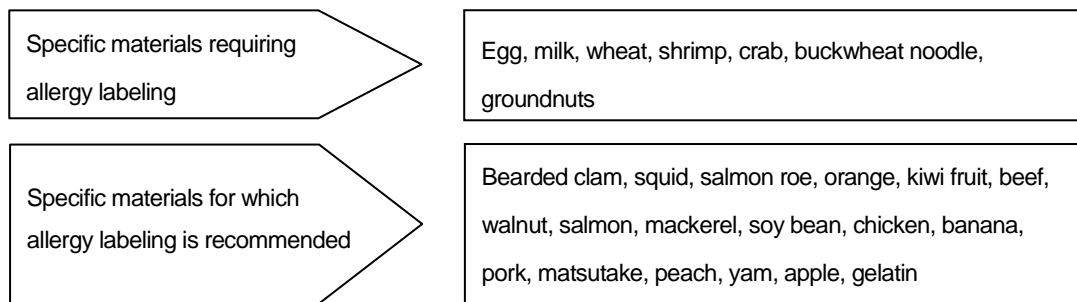 Specific materials requiring
allergy labeling
Egg, milk, wheat, shrimp, crab, buckwheat noodle,
groundnuts
Specific materials for which
allergy labeling is recommended
Bearded clam, squid, salmon roe, orange, kiwi fruit, beef,
walnut, salmon, mackerel, soy bean, chicken, banana,
pork, matsutake, peach, yam, apple, gelatin